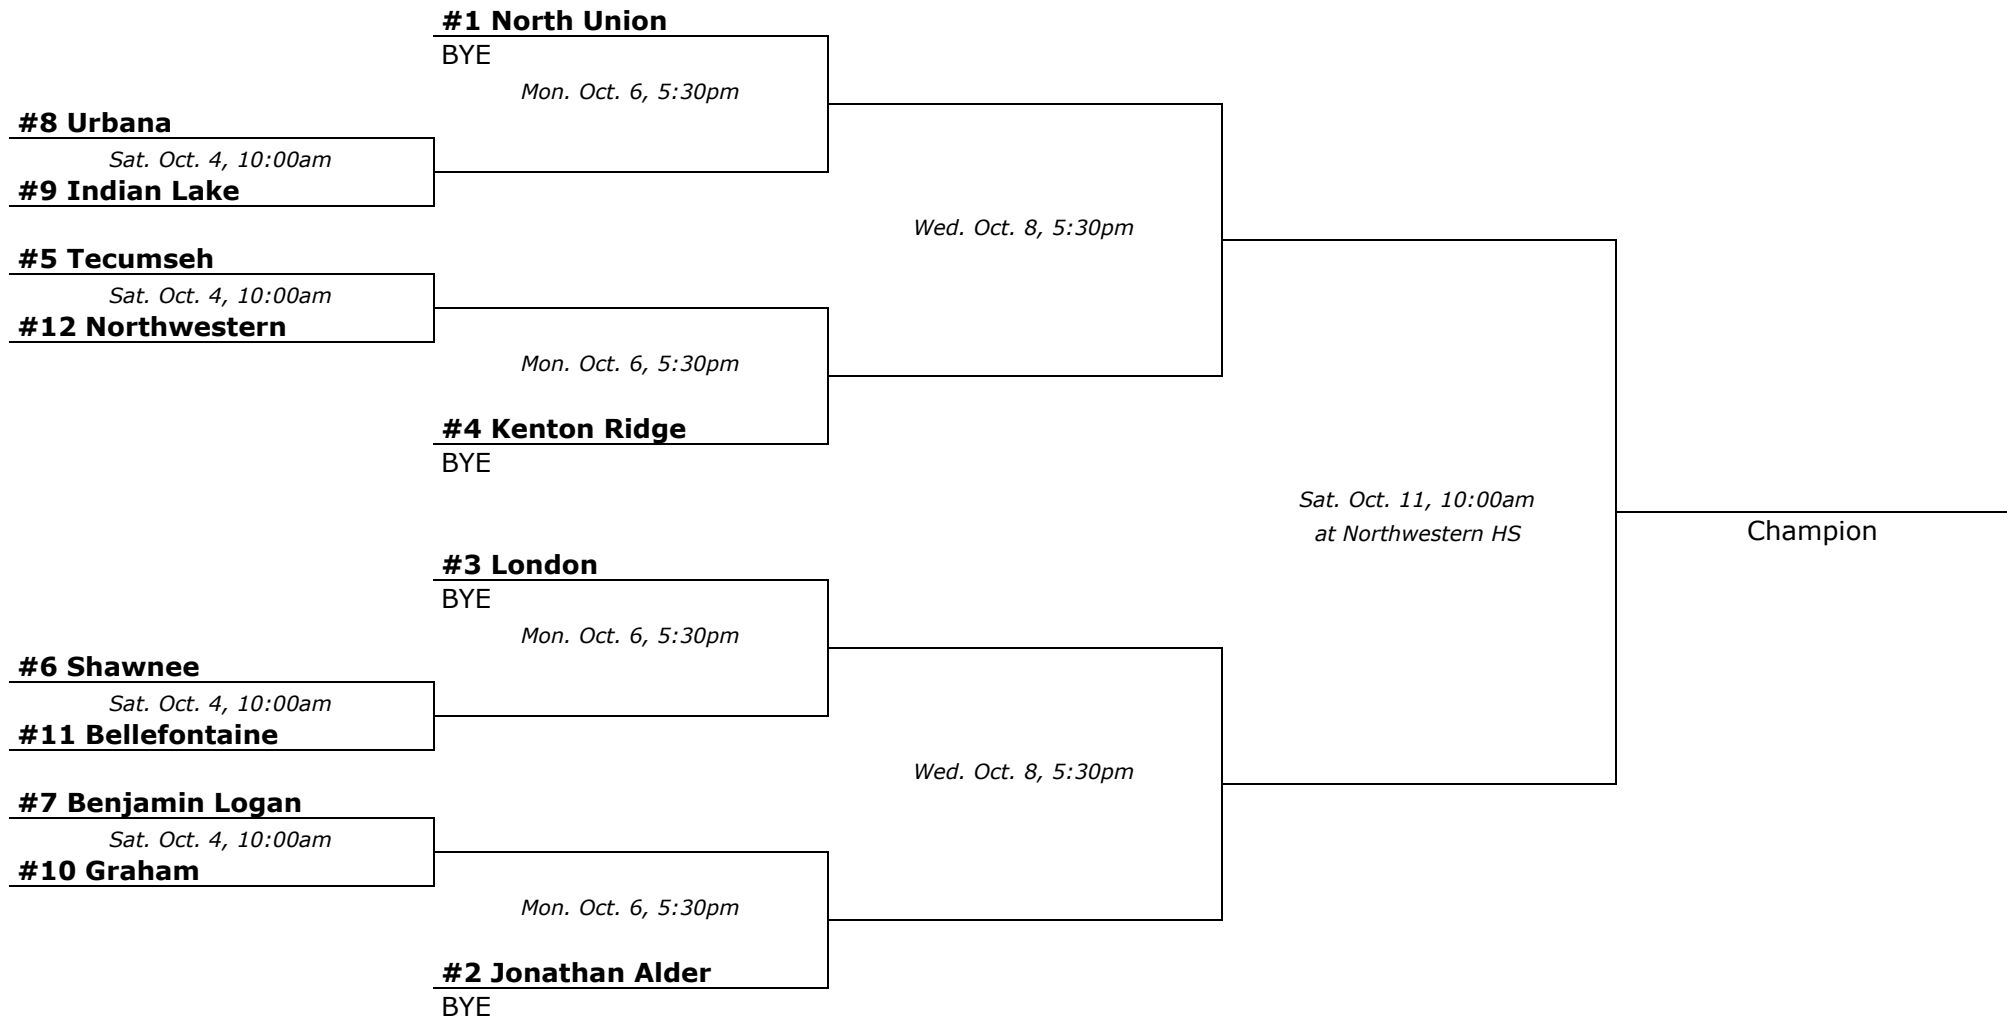 #1 North Union
BYE
Mon. Oct. 6, 5:30pm
#8 Urbana
Sat. Oct. 4, 10:00am
#9 Indian Lake
Wed. Oct. 8, 5:30pm
#5 Tecumseh
Sat. Oct. 4, 10:00am
#12 Northwestern
Mon. Oct. 6, 5:30pm
#4 Kenton Ridge
BYE
Sat. Oct. 11, 10:00am
at Northwestern HS
Champion
#3 London
BYE
Mon. Oct. 6, 5:30pm
#6 Shawnee
Sat. Oct. 4, 10:00am
#11 Bellefontaine
Wed. Oct. 8, 5:30pm
#7 Benjamin Logan
Sat. Oct. 4, 10:00am
#10 Graham
Mon. Oct. 6, 5:30pm
#2 Jonathan Alder
BYE